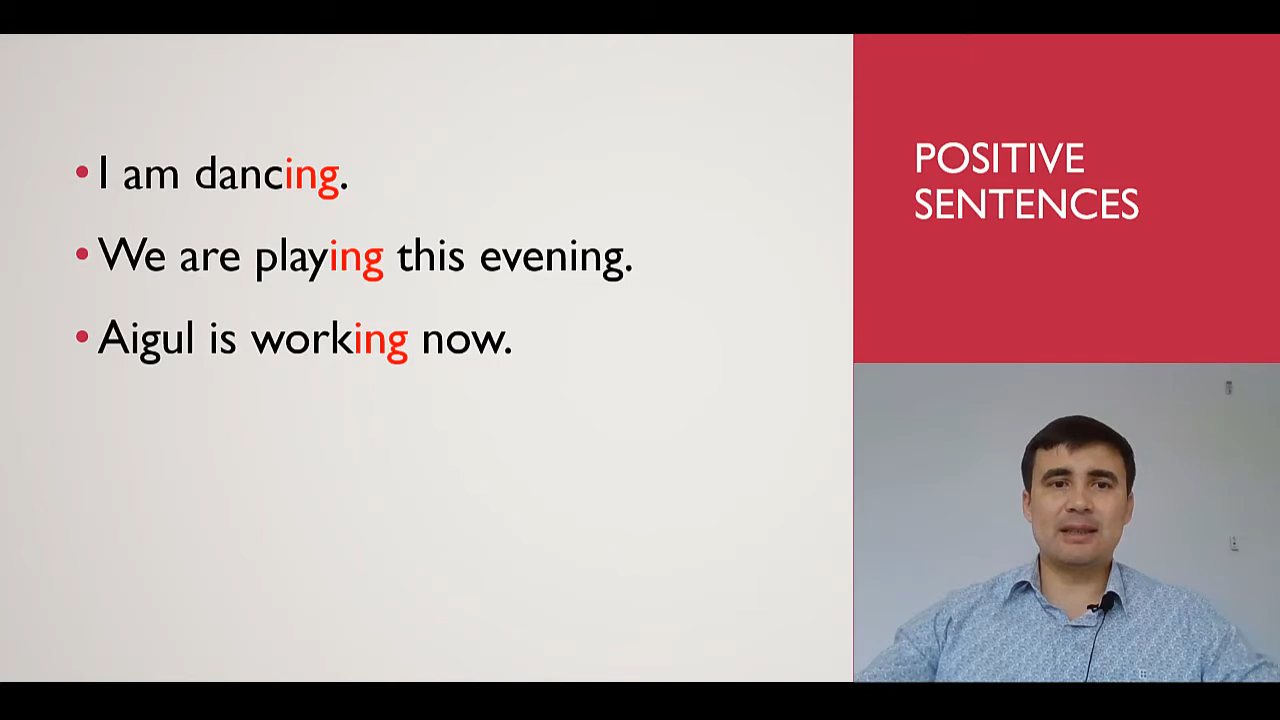 • I am dancing.
• We are playing this evening.
• Aigul is working now.
POSITIVE
SENTENCES